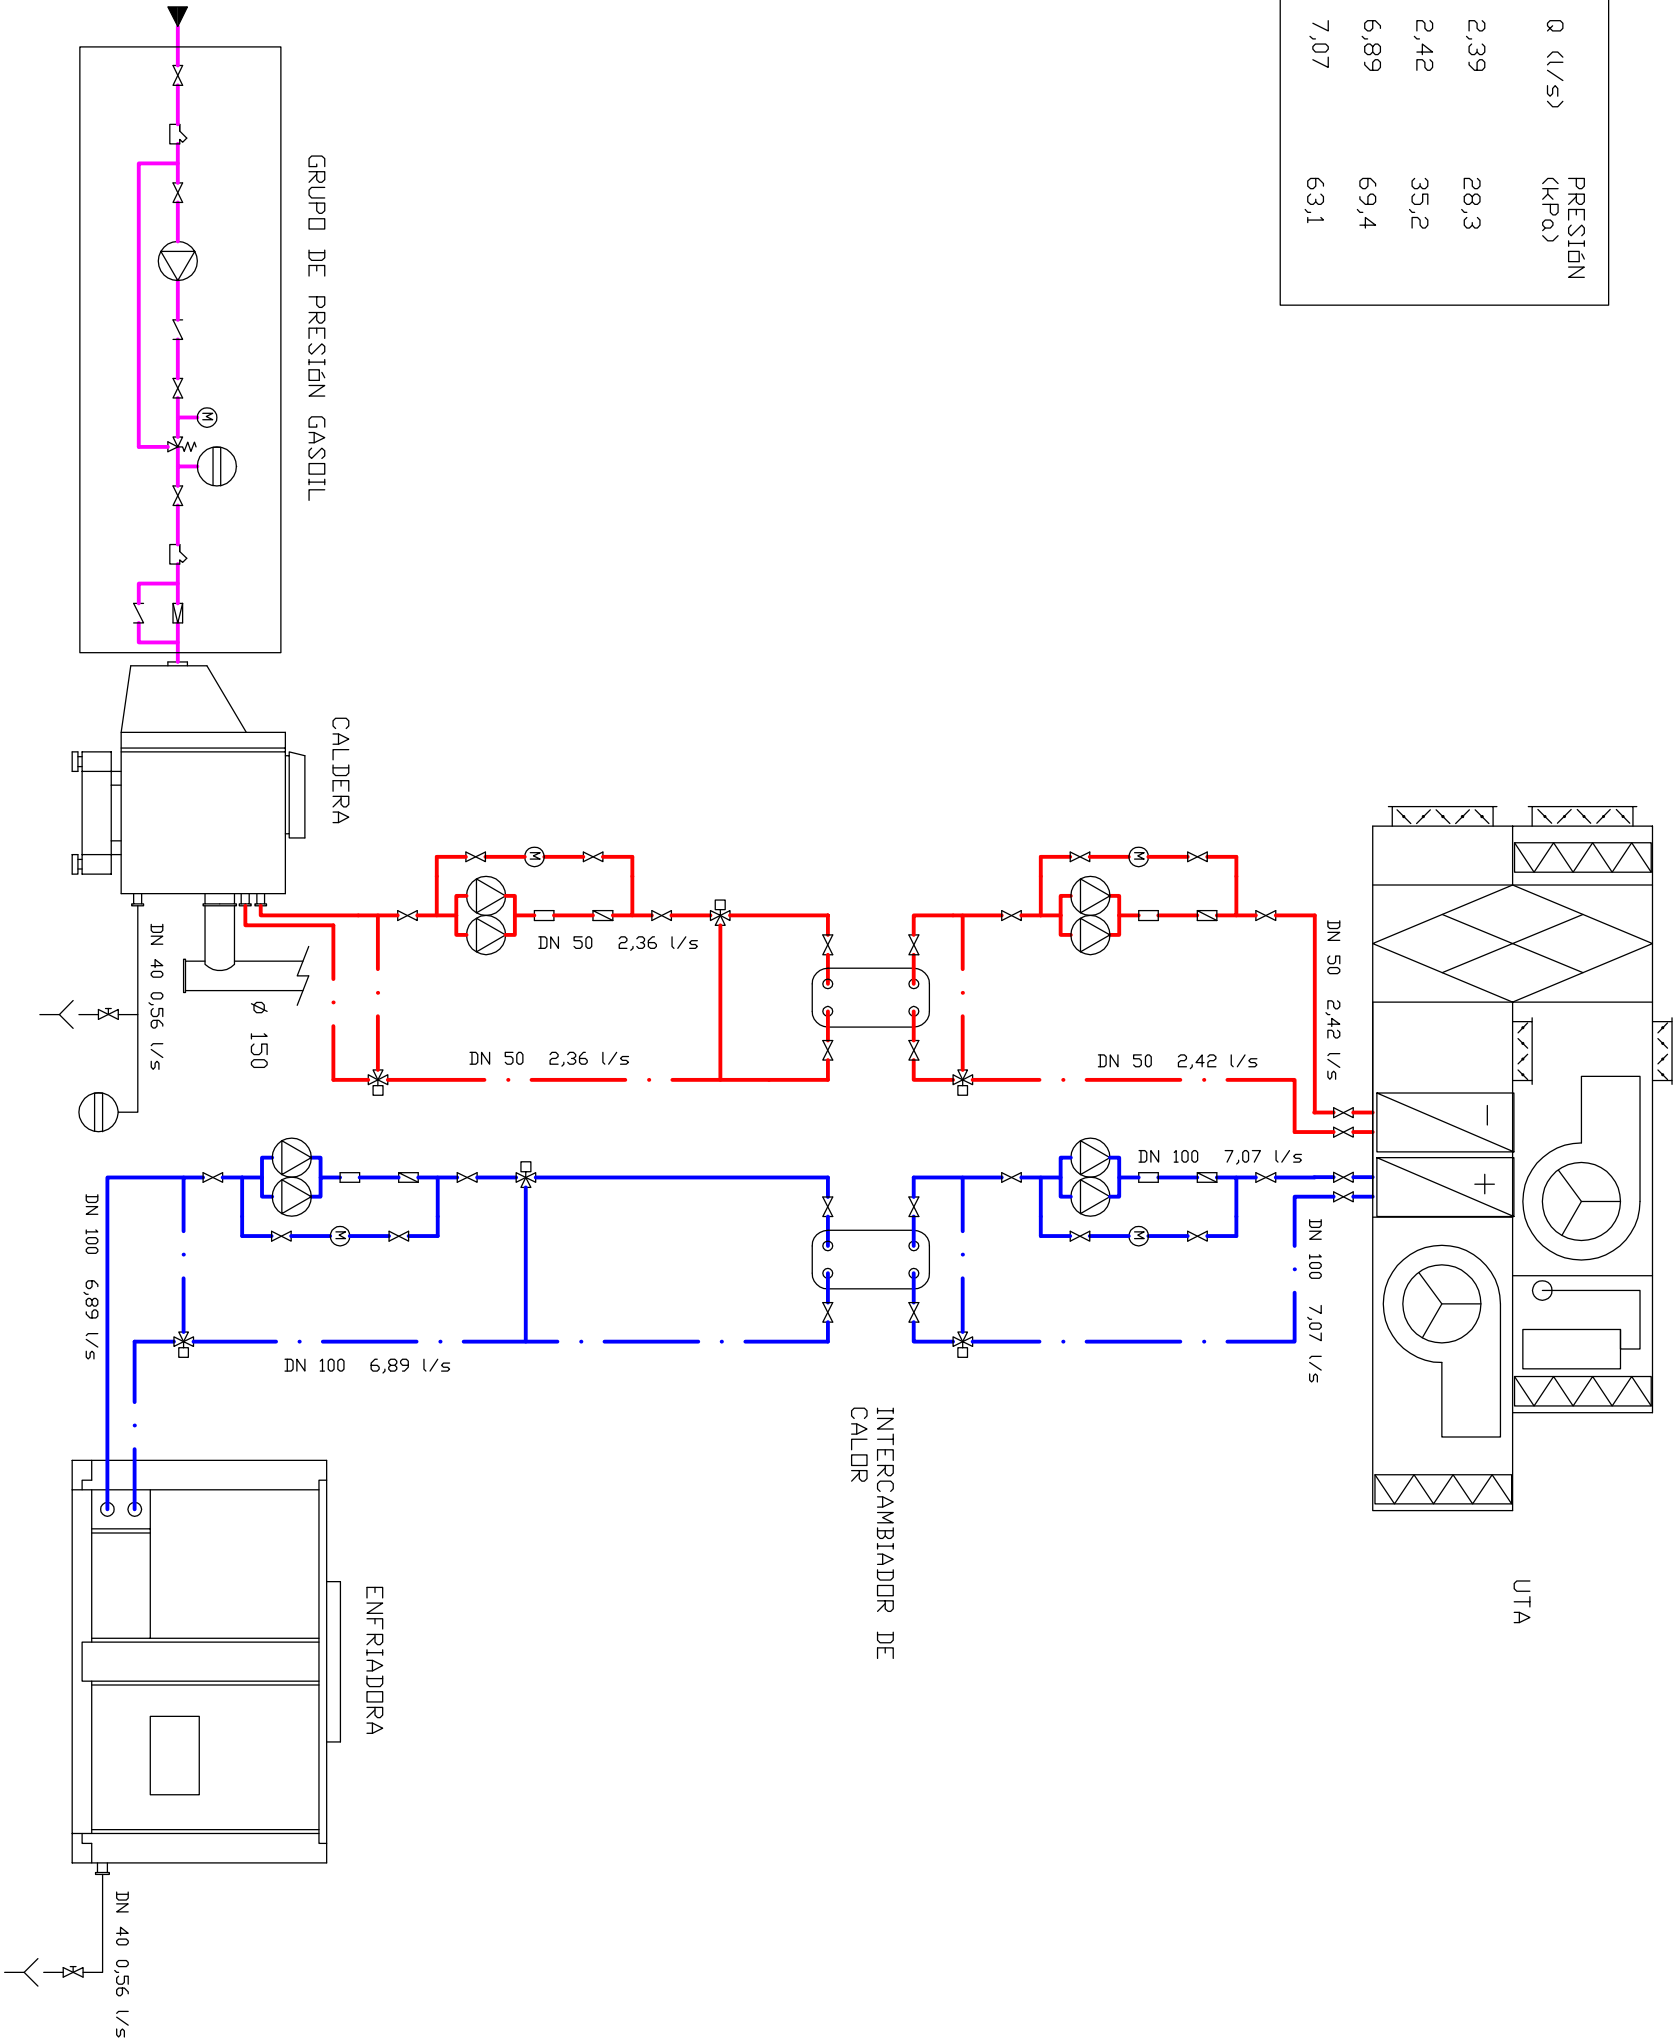 Q (l/s)
PRESIÓN
(kPa)
2,39
28,3
2,42
35,2
6,89
69,4
7,07
63,1
GRUPO DE PRESIÓN GASOIL
M
CALDERA
DN 40 0,56 l/s
Ø 150
M
DN 50 2,36 l/s
DN 50 2,36 l/s
M
DN 50 2,42 l/s
DN 50 2,42 l/s
-
+
M
DN 100 6,89 l/s
DN 100 6,89 l/s
M
DN 100 7,07 l/s
DN 100 7,07 l/s
INTERCAMBIADOR DE
CALOR
UTA
ENFRIADORA
DN 40 0,56 l/s